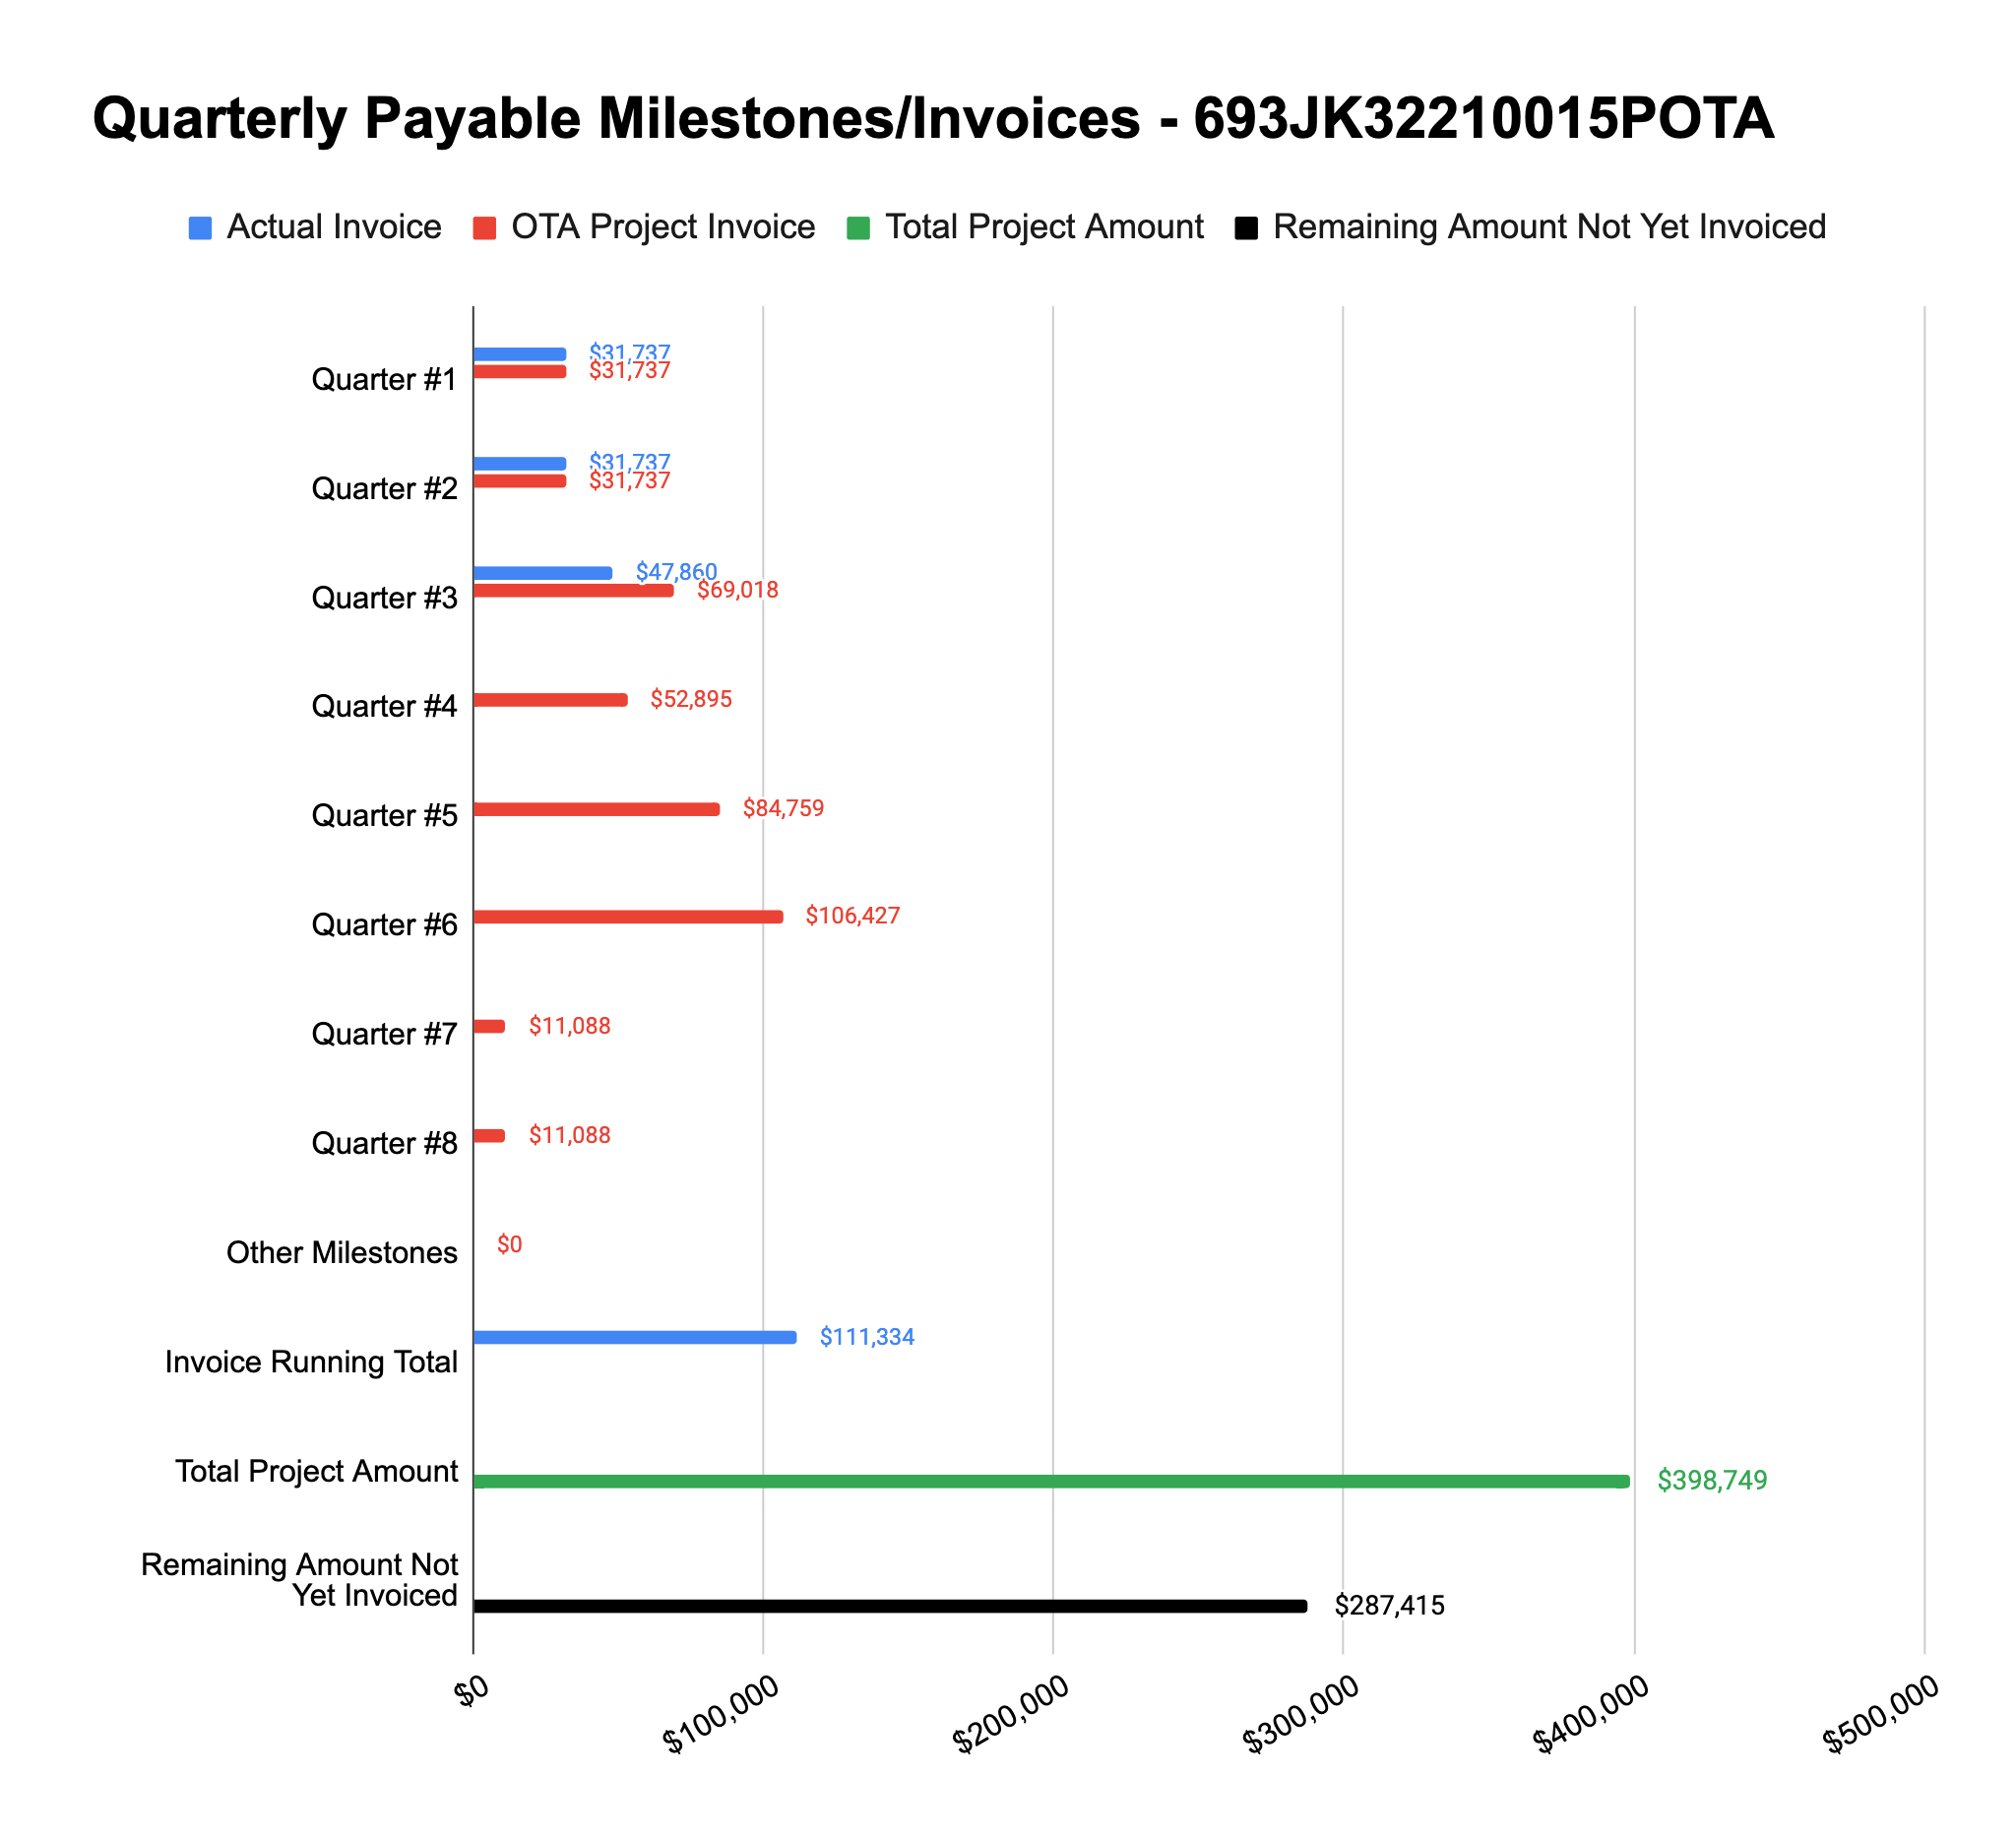 Quarterly Payable Milestones/Invoices - 693JK32210015POTA
Actual Invoice OTA Project Invoice Total Project Amount Remaining Amount Not Yet Invoiced
$31,737
Quarter #1 $31,737
$31,737
Quarter #2 $31,737
$47,860
Quarter #3 $69,018
Quarter #4 $52,895
Quarter #5 $84,759
Quarter #6 $106,427
Quarter #7 $11,088
Quarter #8 $11,088
Other Milestones $0
Invoice Running Total $111,334
Total Project Amount $398,749
Remaining Amount Not
Yet Invoiced $287,415
$0 $100,000 $200,000 $300,000 $400,000 $500,000